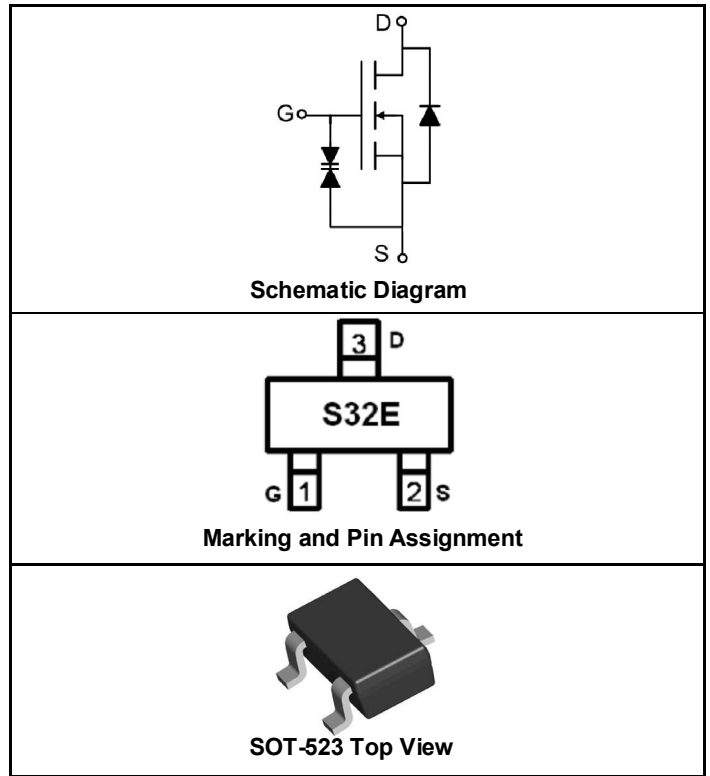 D
G
S
Schematic Diagram
3 D
S32E
G 1 2 S
Marking and Pin Assignment
SOT-523 Top View